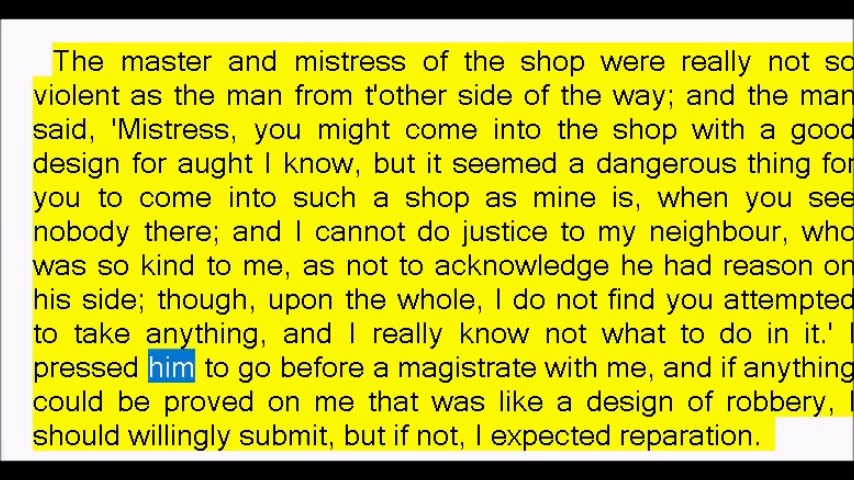 The master and mistress of the shop were really not so
violent as the man from t'other side of the way; and the man
said, 'Mistress, you might come into the shop with a good
design for aught I know, but it seemed a dangerous thing for
you to come into such a shop as mine is, when you see
nobody there; and I cannot do justice to my neighbour, who
was so kind to me, as not to acknowledge he had reason on
his side; though, upon the whole, I do not find you attempted
to take anything, and I really know not what to do in it.' I
pressed him to go before a magistrate with me, and if anything
could be proved on me that was like a design of robbery, I
should willingly submit, but if not, I expected reparation.